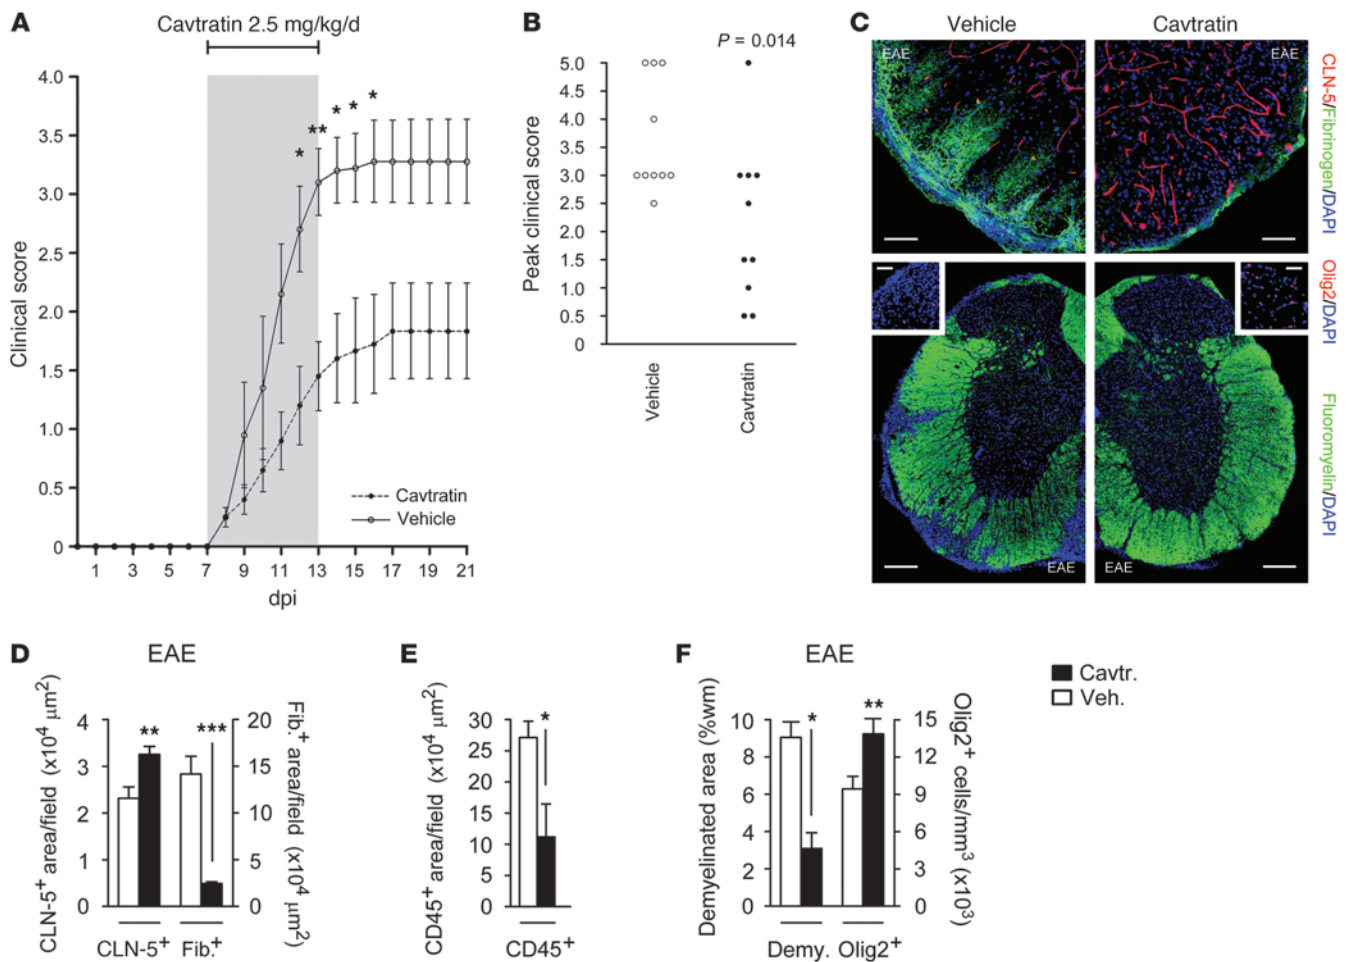 A
Cavtratin 2.5 mg/kg/d
4.0
3.5
3.0
2.5
2.0
1.5
1.0
0.5
0
Clinical score
* ** * * *
Cavtratin
Vehicle
1 3 5 7 9 11 13 15 17 19 21
dpi
B
P = 0.014
5.0
4.5
4.0
3.5
3.0
2.5
2.0
1.5
1.0
0.5
0
Peak clinical score
Vehicle
Cavtratin
C
Vehicle
Cavtratin
EAE
EAE
CLN-5/Fibrinogen/DAPI
Olig2/DAPI
Fluoromyelin/DAPI
EAE
EAE
D
EAE
CLN-5+ area/field (x10⁴ µm²)
4
3
2
1
0
**
***
20
15
10
5
0
Fib.+ area/field (x10⁴ µm²)
CLN-5+ Fib.+
E
CD45+ area/field (x10⁴ µm²)
30
25
20
15
10
5
0
*
CD45+
F
EAE
Demyelinated area (%wm)
10
8
6
4
2
0
*
**
15
12
9
6
3
0
Olig2+ cells/mm³ (x10³)
Demy. Olig2+
Cavtr.
Veh.